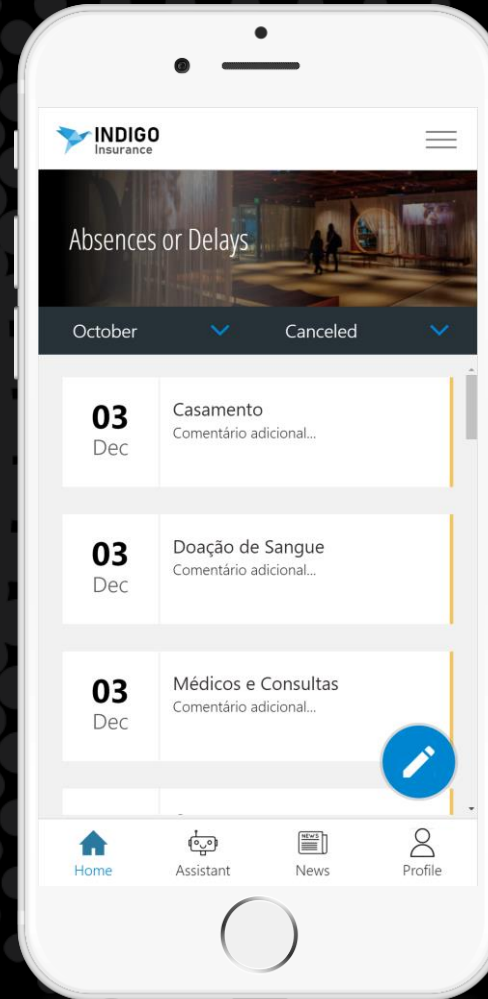 INDIGO
Insurance
Absences or Delays
October Canceled
03
Dec
Casamento
Comentário adicional...
03
Dec
Doação de Sangue
Comentário adicional...
03
Dec
Médicos e Consultas
Comentário adicional...
NEWS
Home Assistant News Profile